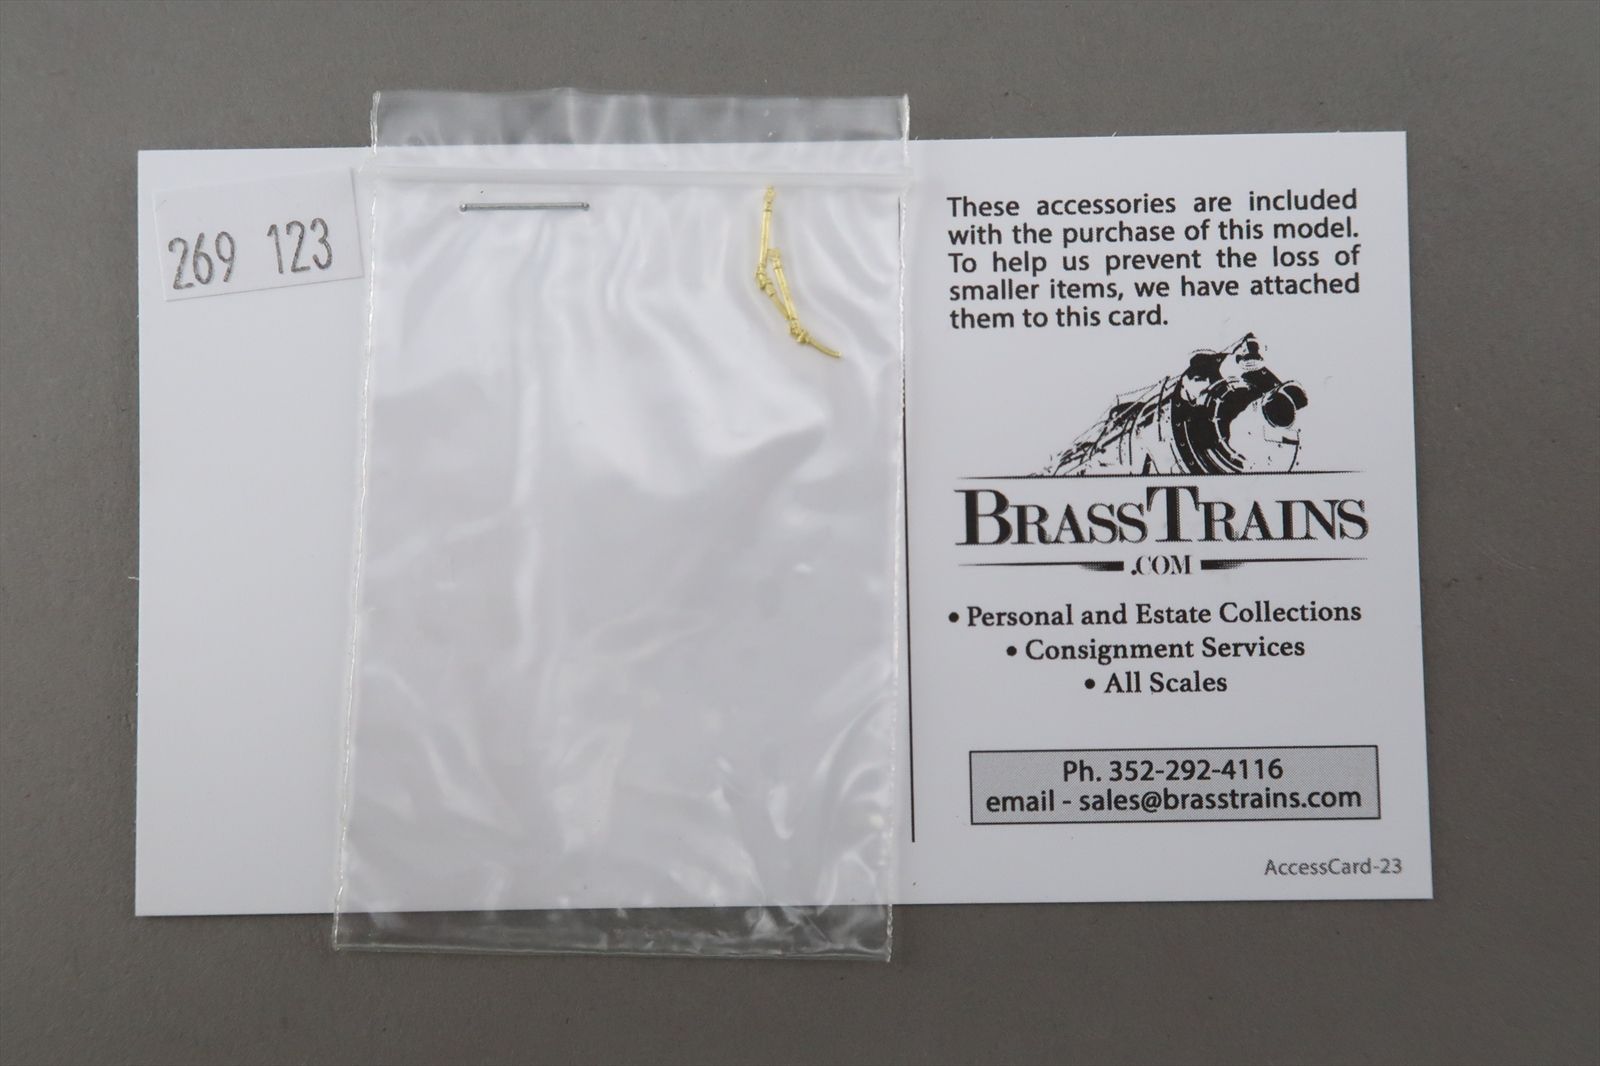 269 123
These accessories are included
with the purchase of this model.
To help us prevent the loss of
smaller items, we have attached
them to this card.
BRASSTRAINS
.COM
• Personal and Estate Collections
• Consignment Services
• All Scales
Ph. 352-292-4116
email - sales@brasstrains.com
AccessCard-23